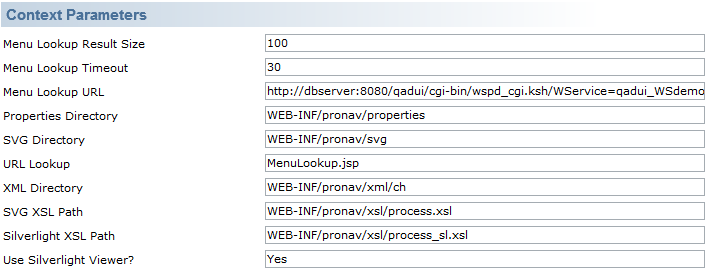 Context Parameters
Menu Lookup Result Size 100
Menu Lookup Timeout 30
Menu Lookup URL http://dbserver:8080/qadui/cgi-bin/wspd_cgi.ksh/WService=qadui_WSdemo
Properties Directory WEB-INF/pronav/properties
SVG Directory WEB-INF/pronav/svg
URL Lookup MenuLookup.jsp
XML Directory WEB-INF/pronav/xml/ch
SVG XSL Path WEB-INF/pronav/xsl/process.xsl
Silverlight XSL Path WEB-INF/pronav/xsl/process_sl.xsl
Use Silverlight Viewer? Yes